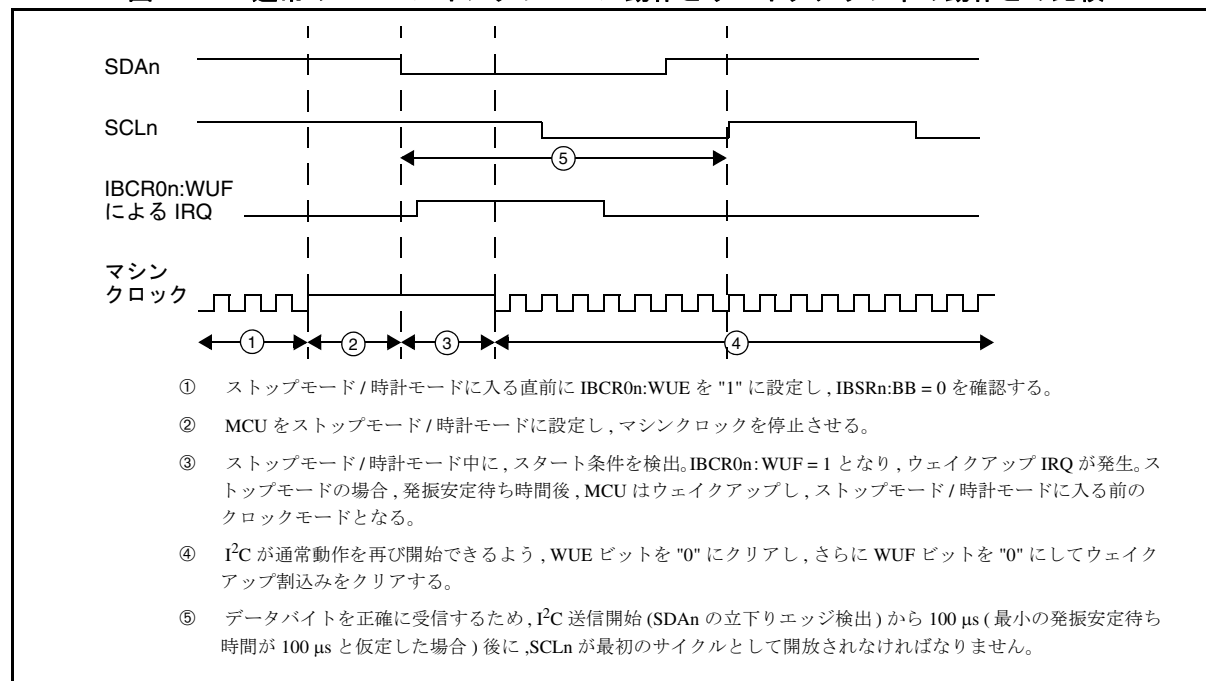 SDAn
SCLn
⑤
IBCR0n:WUF
による IRQ
マシン
クロック
① ② ③ ④
① ストップモード / 時計モードに入る直前に IBCR0n:WUE を "1" に設定し , IBSRn:BB = 0 を確認する。
② MCU をストップモード / 時計モードに設定し , マシンクロックを停止させる。
③ ストップモード / 時計モード中に , スタート条件を検出。IBCR0n: WUF = 1 となり , ウェイクアップ IRQ が発生。ス
トップモードの場合 , 発振安定待ち時間後 , MCU はウェイクアップし , ストップモード / 時計モードに入る前の
クロックモードとなる。
④ I²C が通常動作を再び開始できるよう , WUE ビットを "0" にクリアし , さらに WUF ビットを "0" にしてウェイク
アップ割込みをクリアする。
⑤ データバイトを正確に受信するため , I²C 送信開始 (SDAn の立下りエッジ検出 ) から 100 μs ( 最小の発振安定待ち
時間が 100 μs と仮定した場合 ) 後に ,SCLn が最初のサイクルとして開放されなければなりません。